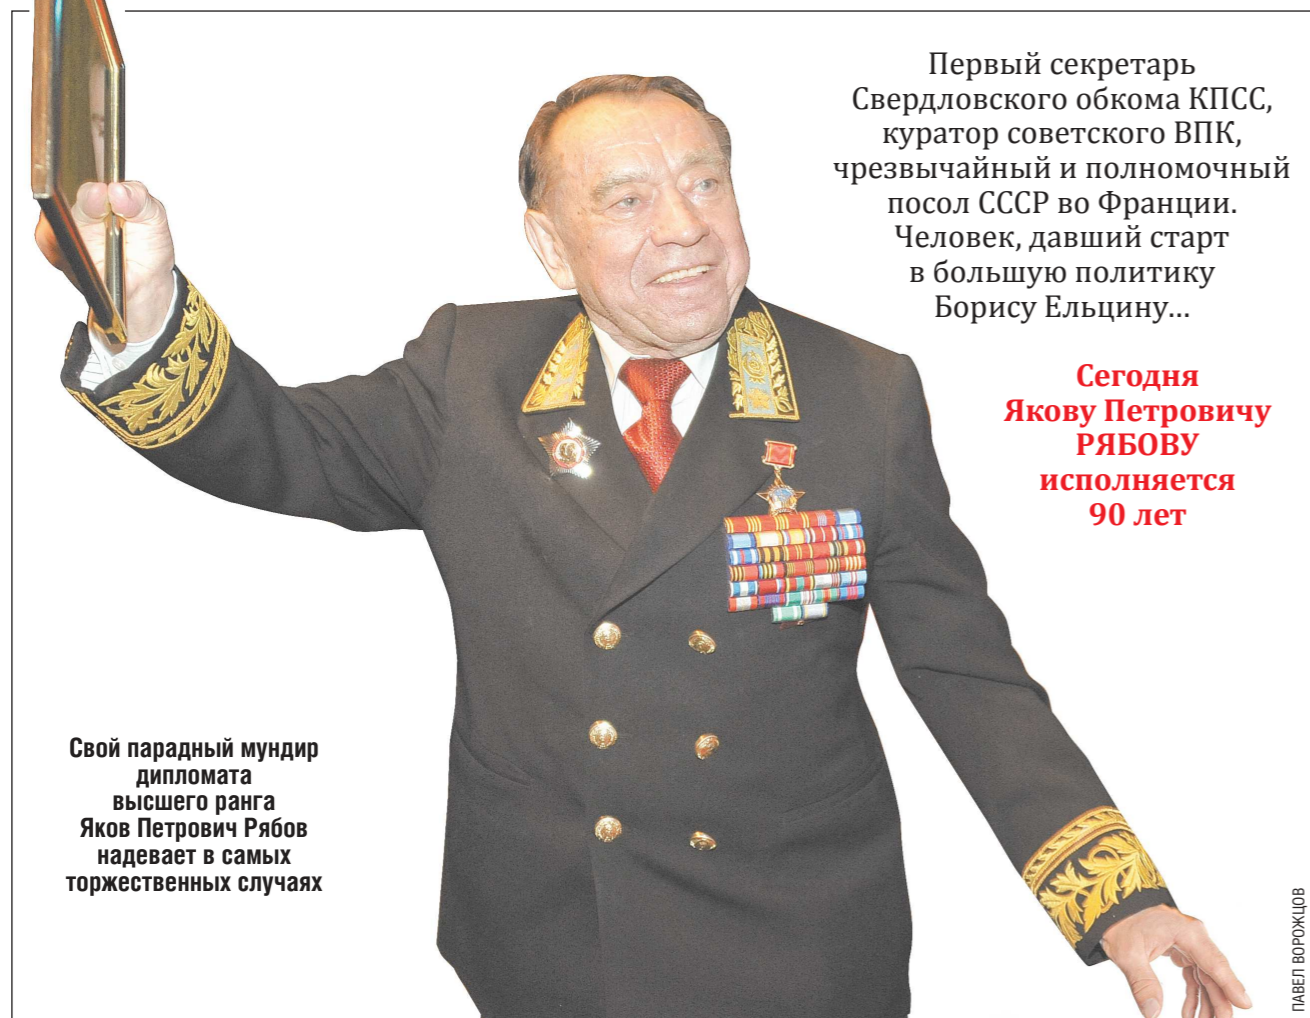 Первый секретарь
Свердловского обкома КПСС,
куратор советского ВПК,
чрезвычайный и полномочный
посол СССР во Франции.
Человек, давший старт
в большую политику
Борису Ельцину...
Сегодня
Якову Петровичу
РЯБОВУ
исполняется
90 лет
Свой парадный мундир
дипломата
высшего ранга
Яков Петрович Рябов
надевает в самых
торжественных случаях
ПАВЕЛ ВОРОЖЦОВ